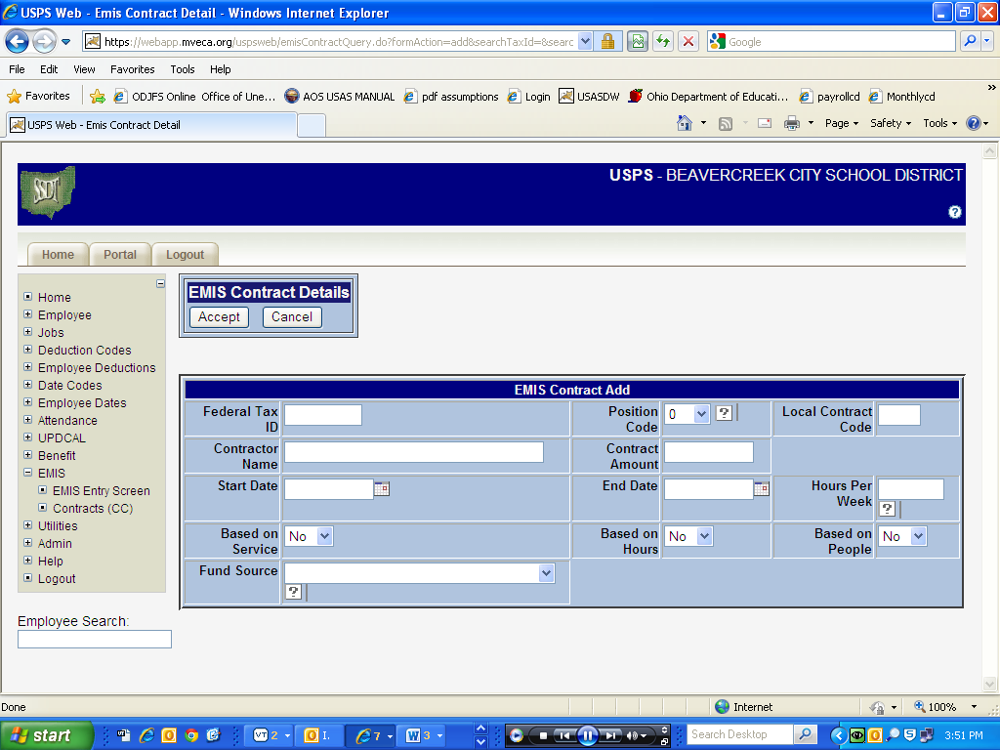 USPS Web - Emis Contract Detail - Windows Internet Explorer
https://webapp.mveca.org/uspsweb/emisContractQuery.do?formAction=add&searchTaxId=&searc
Google
File Edit View Favorites Tools Help
Favorites ODJFS Online Office of Une... AOS USAS MANUAL pdf assumptions Login USASDW Ohio Department of Educati... payrollcd Monthlycd »
USPS Web - Emis Contract Detail
Page Safety Tools
SSDT
USPS - BEAVERCREEK CITY SCHOOL DISTRICT
Home Portal Logout
Home
Employee
Jobs
Deduction Codes
Employee Deductions
Date Codes
Employee Dates
Attendance
UPDCAL
Benefit
EMIS
EMIS Entry Screen
Contracts (CC)
Utilities
Admin
Help
Logout
Employee Search:
EMIS Contract Details
Accept Cancel
EMIS Contract Add
Federal Tax ID
Position Code 0 ?
Local Contract Code
Contractor Name
Contract Amount
Start Date
End Date
Hours Per Week ?
Based on Service No
Based on Hours No
Based on People No
Fund Source ?
Done Internet 100%
start VT 2 I. 7 3 Search Desktop 3:51 PM